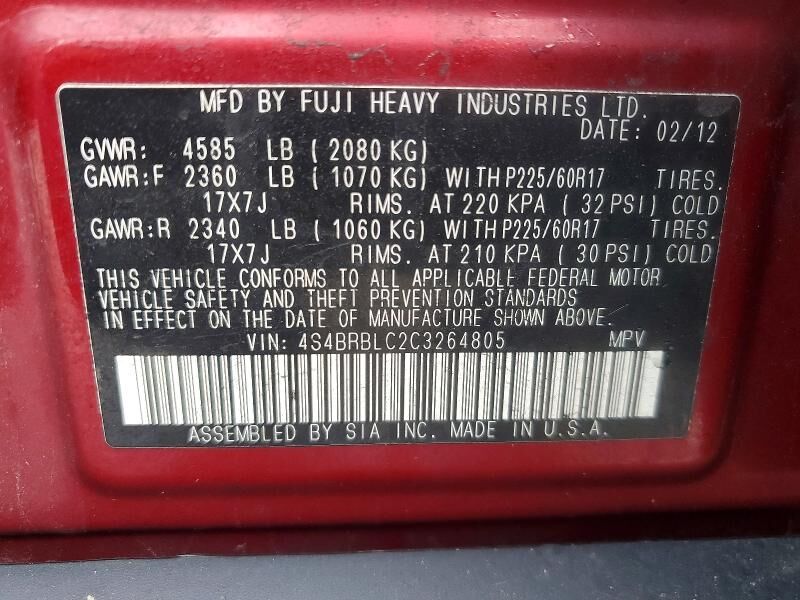 MFD BY FUJI HEAVY INDUSTRIES LTD.
DATE: 02/12
GVWR: 4585 LB ( 2080 KG)
GAWR:F 2360 LB ( 1070 KG) WITH P225/60R17 TIRES.
17X7J RIMS. AT 220 KPA ( 32 PSI) COLD
GAWR:R 2340 LB ( 1060 KG) WITH P225/60R17 TIRES.
17X7J RIMS. AT 210 KPA ( 30 PSI) COLD
THIS VEHICLE CONFORMS TO ALL APPLICABLE FEDERAL MOTOR
VEHICLE SAFETY AND THEFT PREVENTION STANDARDS
IN EFFECT ON THE DATE OF MANUFACTURE SHOWN ABOVE.
VIN: 4S4BRBLC2C3264805 MPV
ASSEMBLED BY SIA INC. MADE IN U.S.A.